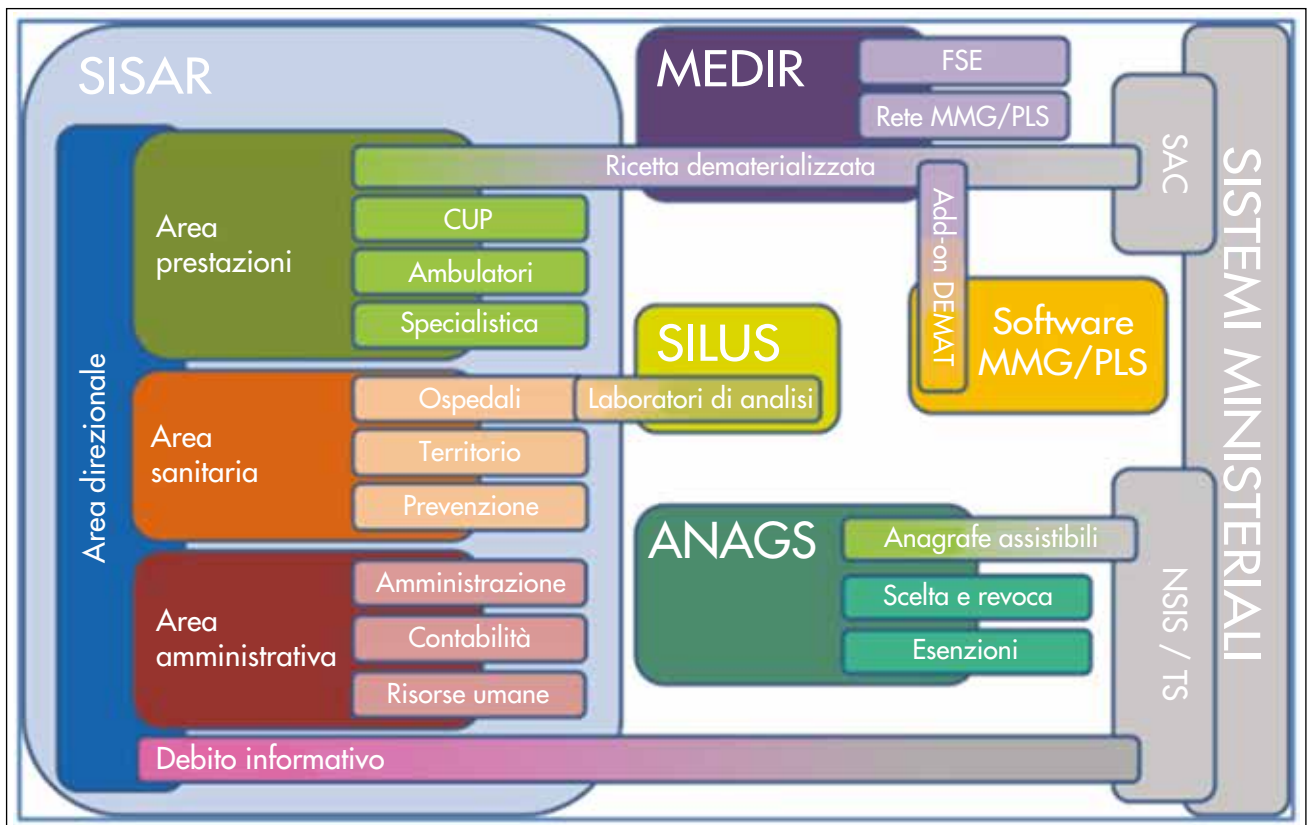 SISAR
Area direzionale
Area
prestazioni
CUP
Ambulatori
Specialistica
Area
sanitaria
Ospedali
Territorio
Prevenzione
Area
amministrativa
Amministrazione
Contabilità
Risorse umane
Debito informativo
MEDIR
FSE
Rete MMG/PLS
Ricetta dematerializzata
Add-on DEMAT
SILUS
Laboratori di analisi
Software
MMG/PLS
ANAGS
Anagrafe assistibili
Scelta e revoca
Esenzioni
SAC
NSIS / TS
SISTEMI MINISTERIALI